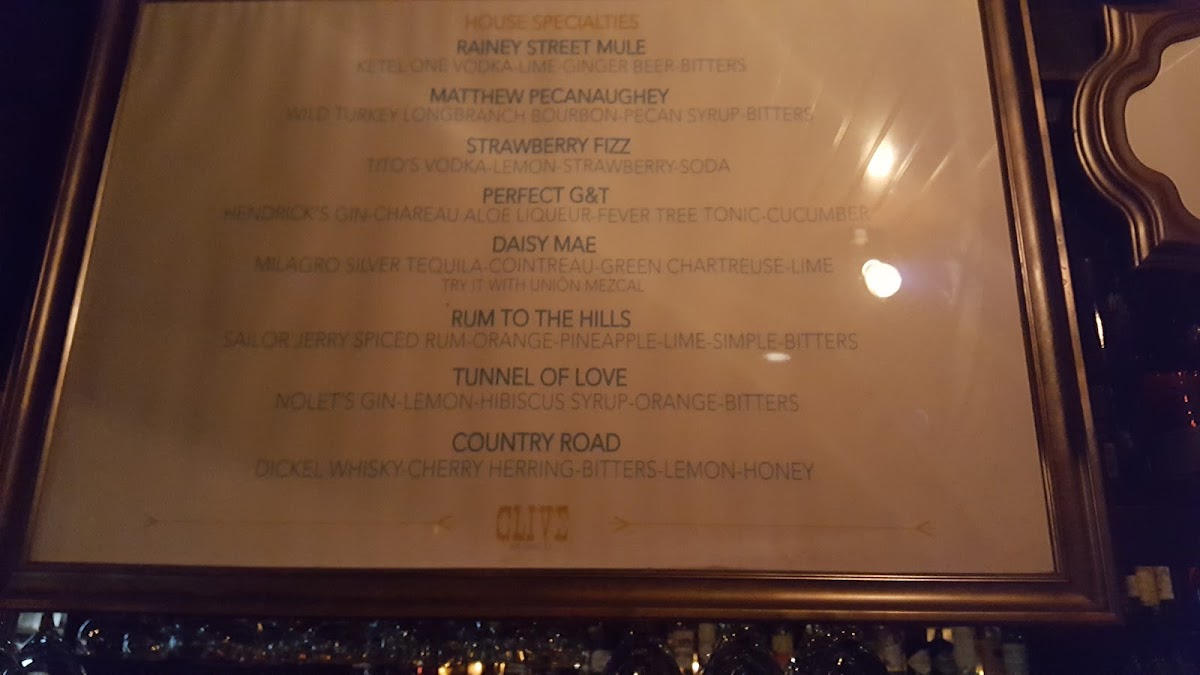 HOUSE SPECIALTIES
RAINEY STREET MULE
KETEL ONE VODKA-LIME-GINGER BEER-BITTERS
MATTHEW PECANAUGHEY
WILD TURKEY LONGBRANCH BOURBON-PECAN SYRUP-BITTERS
STRAWBERRY FIZZ
TITO'S VODKA-LEMON-STRAWBERRY-SODA
PERFECT G&T
HENDRICK'S GIN-CHAREAU ALOE LIQUEUR-FEVER TREE TONIC-CUCUMBER
DAISY MAE
MILAGRO SILVER TEQUILA-COINTREAU-GREEN CHARTREUSE-LIME
TRY IT WITH UNIÓN MEZCAL
RUM TO THE HILLS
SAILOR JERRY SPICED RUM-ORANGE-PINEAPPLE-LIME-SIMPLE-BITTERS
TUNNEL OF LOVE
NOLET'S GIN-LEMON-HIBISCUS SYRUP-ORANGE-BITTERS
COUNTRY ROAD
DICKEL WHISKY-CHERRY HERRING-BITTERS-LEMON-HONEY
CLIVE